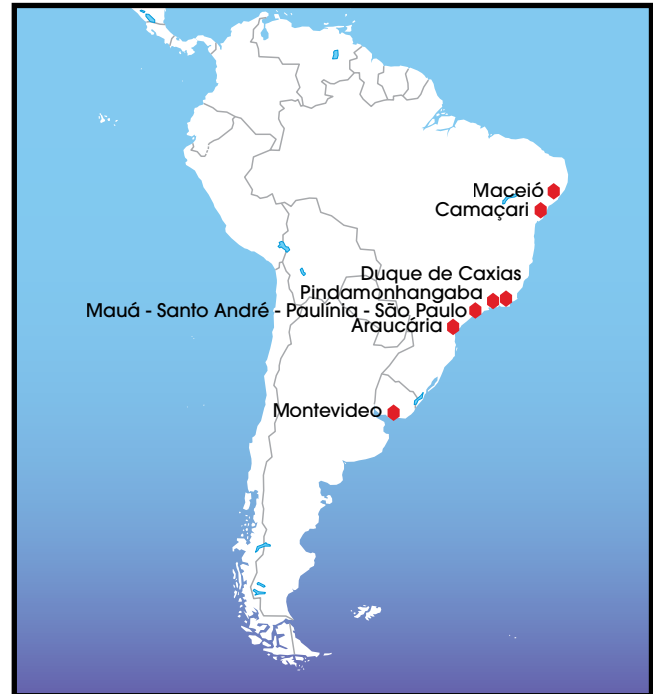 Maceió
Camaçari
Duque de Caxias
Pindamonhangaba
Mauá - Santo André - Paulínia - São Paulo
Araucária
Montevideo